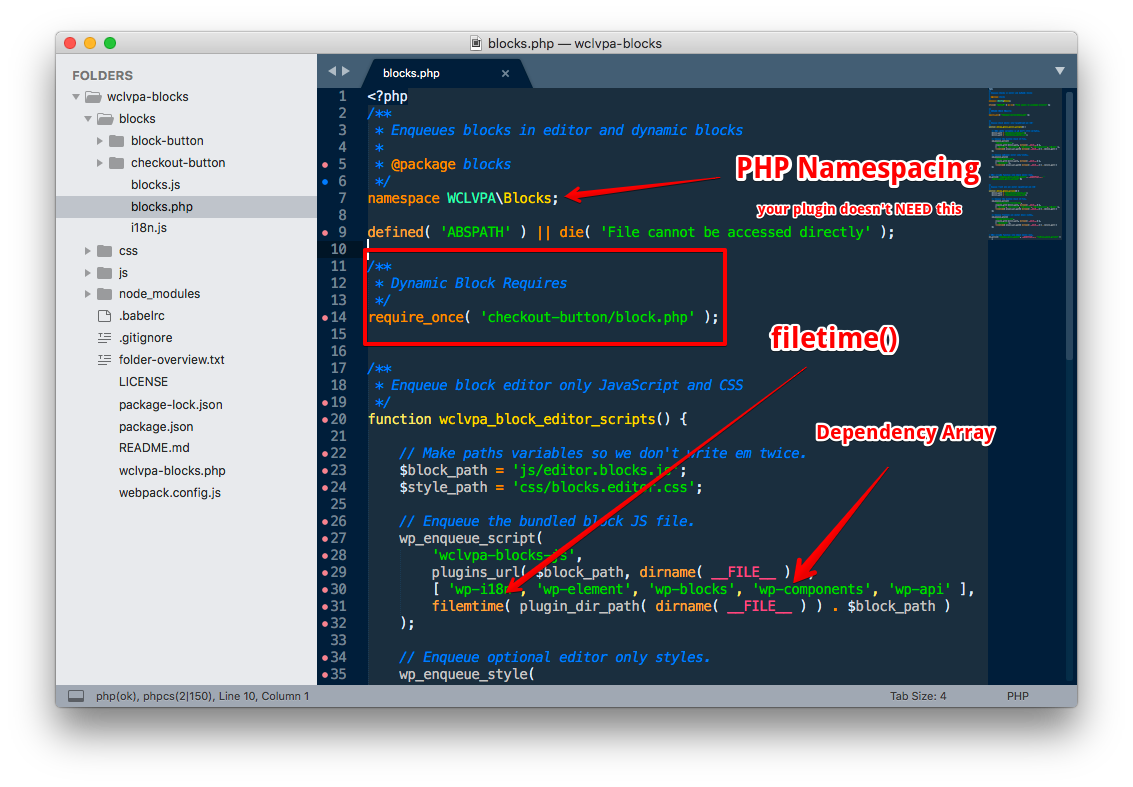 blocks.php — wclvpa-blocks
FOLDERS
wclvpa-blocks
blocks
block-button
checkout-button
blocks.js
blocks.php
i18n.js
css
js
node_modules
.babelrc
.gitignore
folder-overview.txt
LICENSE
package-lock.json
package.json
README.md
wclvpa-blocks.php
webpack.config.js
blocks.php ×
1 <?php
2 /**
3 * Enqueues blocks in editor and dynamic blocks
4 *
5 * @package blocks
6 */
7 namespace WCLVPA\Blocks;
8
9 defined( 'ABSPATH' ) || die( 'File cannot be accessed directly' );
10
11 /**
12 * Dynamic Block Requires
13 */
14 require_once( 'checkout-button/block.php' );
15
16
17 /**
18 * Enqueue block editor only JavaScript and CSS
19 */
20 function wclvpa_block_editor_scripts() {
21
22 // Make paths variables so we don't write em twice.
23 $block_path = 'js/editor.blocks.js';
24 $style_path = 'css/blocks.editor.css';
25
26 // Enqueue the bundled block JS file.
27 wp_enqueue_script(
28 'wclvpa-blocks-js',
29 plugins_url( $block_path, dirname( __FILE__ ) ),
30 [ 'wp-i18n', 'wp-element', 'wp-blocks', 'wp-components', 'wp-api' ],
31 filemtime( plugin_dir_path( dirname( __FILE__ ) ) . $block_path )
32 );
33
34 // Enqueue optional editor only styles.
35 wp_enqueue_style(
PHP Namespacing
your plugin doesn't NEED this
filetime()
Dependency Array
php(ok), phpcs(2|150), Line 10, Column 1
Tab Size: 4
PHP